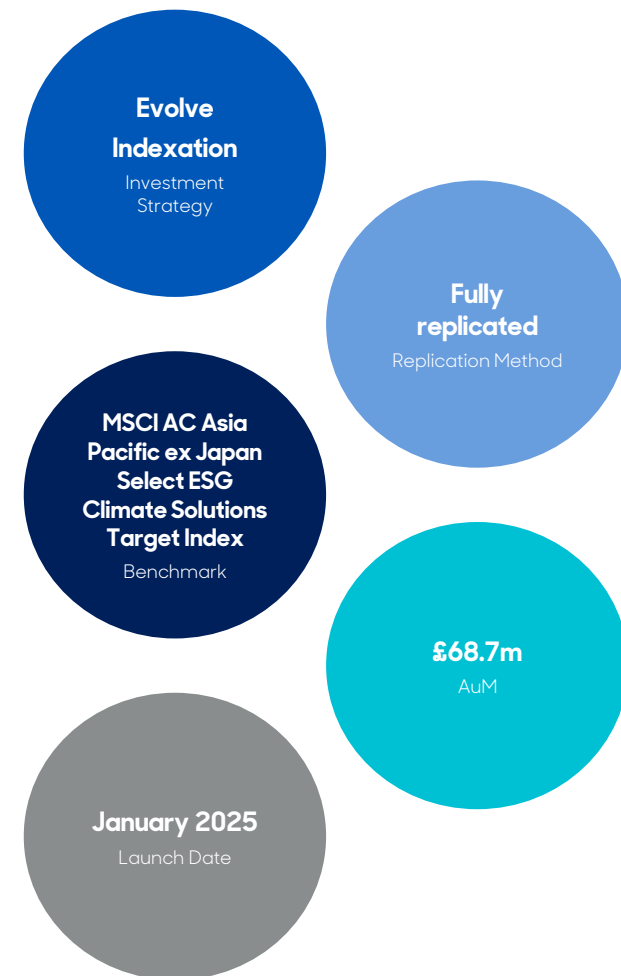 Evolve
Indexation
Investment
Strategy
Fully
replicated
Replication Method
MSCI AC Asia
Pacific ex Japan
Select ESG
Climate Solutions
Target Index
Benchmark
£68.7m
AuM
January 2025
Launch Date